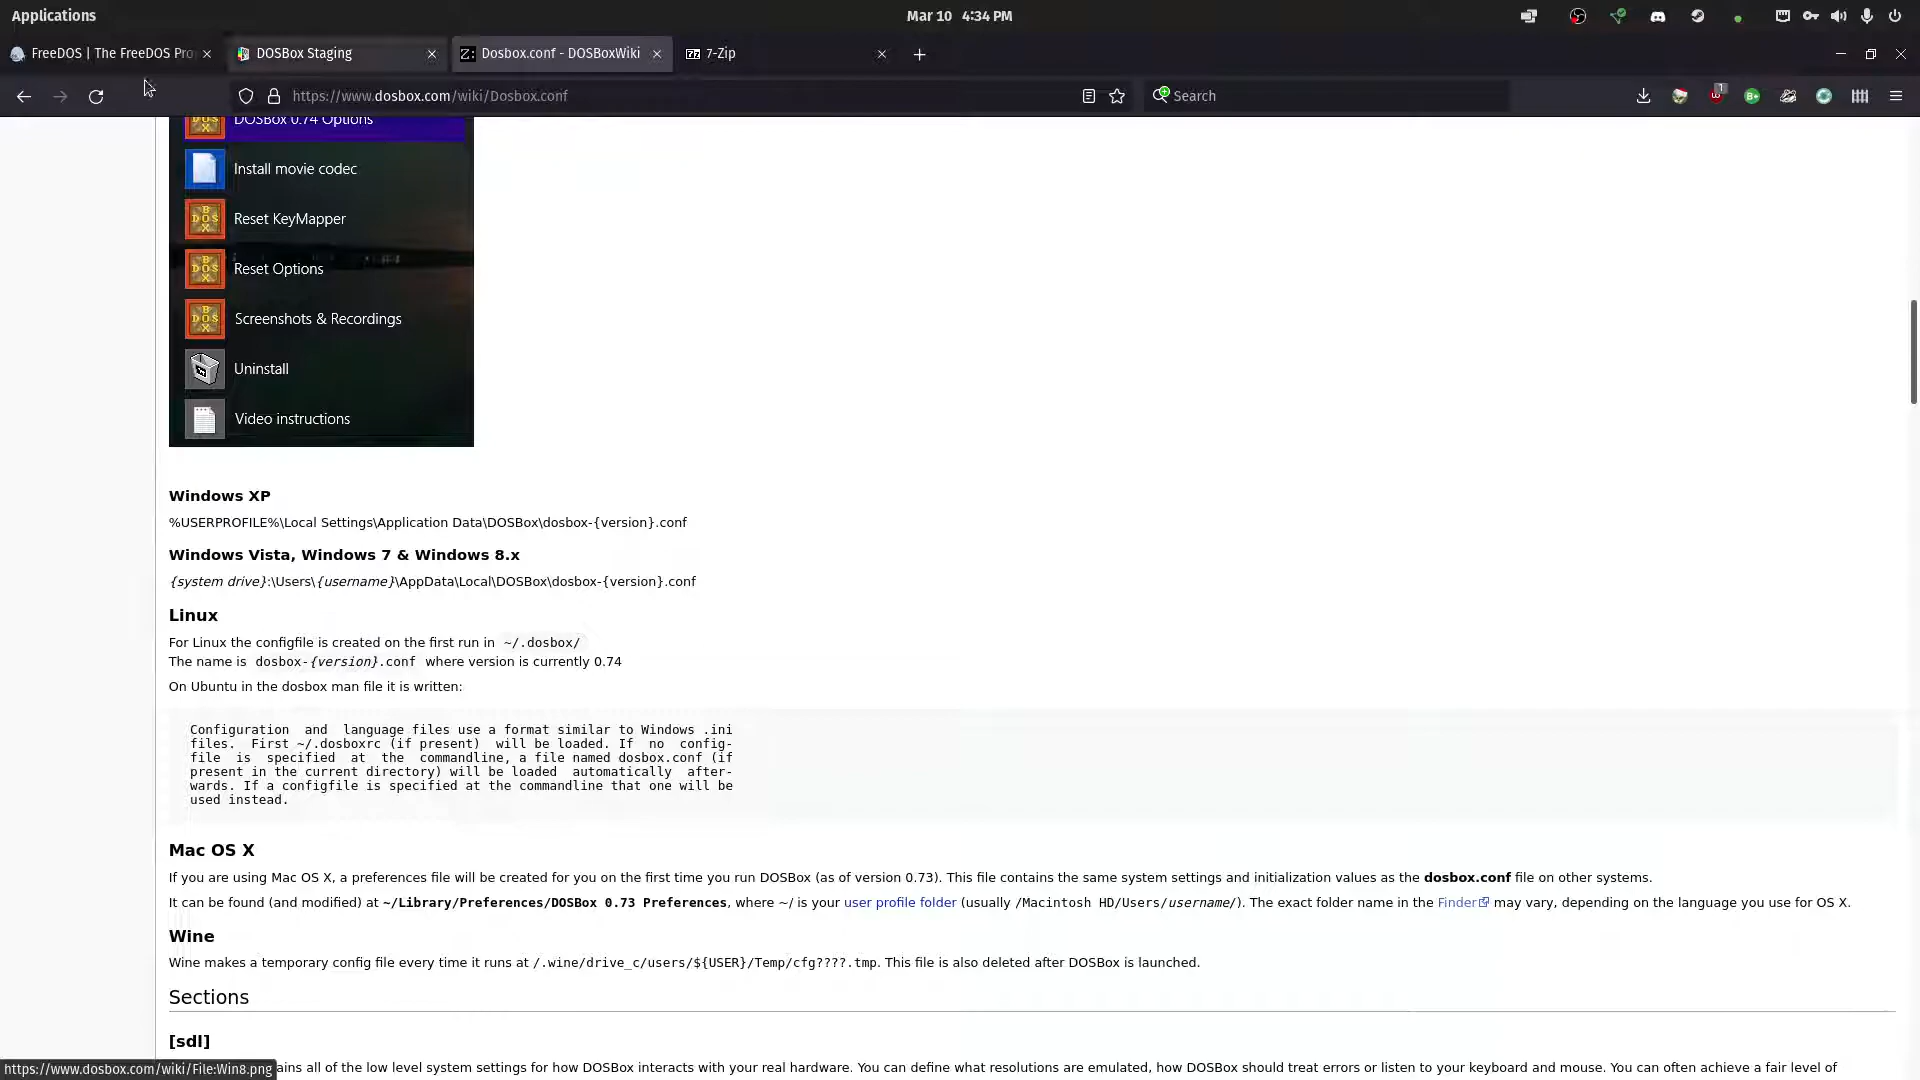 Applications
Mar 10 4:34 PM
FreeDOS | The FreeDOS Pro
DOSBox Staging
Dosbox.conf - DOSBoxWiki
7-Zip
https://www.dosbox.com/wiki/Dosbox.conf
Search
1
DOSBox 0.74 Options
Install movie codec
Reset KeyMapper
Reset Options
Screenshots & Recordings
Uninstall
Video instructions
Windows XP
%USERPROFILE%\Local Settings\Application Data\DOSBox\dosbox-{version}.conf
Windows Vista, Windows 7 & Windows 8.x
{system drive}:\Users\{username}\AppData\Local\DOSBox\dosbox-{version}.conf
Linux
For Linux the configfile is created on the first run in ~/.dosbox/
The name is dosbox-{version}.conf where version is currently 0.74
On Ubuntu in the dosbox man file it is written:
Configuration and language files use a format similar to Windows .ini
files. First ~/.dosboxrc (if present) will be loaded. If no config-
file is specified at the commandline, a file named dosbox.conf (if
present in the current directory) will be loaded automatically after-
wards. If a configfile is specified at the commandline that one will be
used instead.
Mac OS X
If you are using Mac OS X, a preferences file will be created for you on the first time you run DOSBox (as of version 0.73). This file contains the same system settings and initialization values as the dosbox.conf file on other systems.
It can be found (and modified) at ~/Library/Preferences/DOSBox 0.73 Preferences, where ~/ is your user profile folder (usually /Macintosh HD/Users/username/). The exact folder name in the Finder may vary, depending on the language you use for OS X.
Wine
Wine makes a temporary config file every time it runs at /.wine/drive_c/users/${USER}/Temp/cfg????.tmp. This file is also deleted after DOSBox is launched.
Sections
[sdl]
ains all of the low level system settings for how DOSBox interacts with your real hardware. You can define what resolutions are emulated, how DOSBox should treat errors or listen to your keyboard and mouse. You can often achieve a fair level of
https://www.dosbox.com/wiki/File:Win8.png